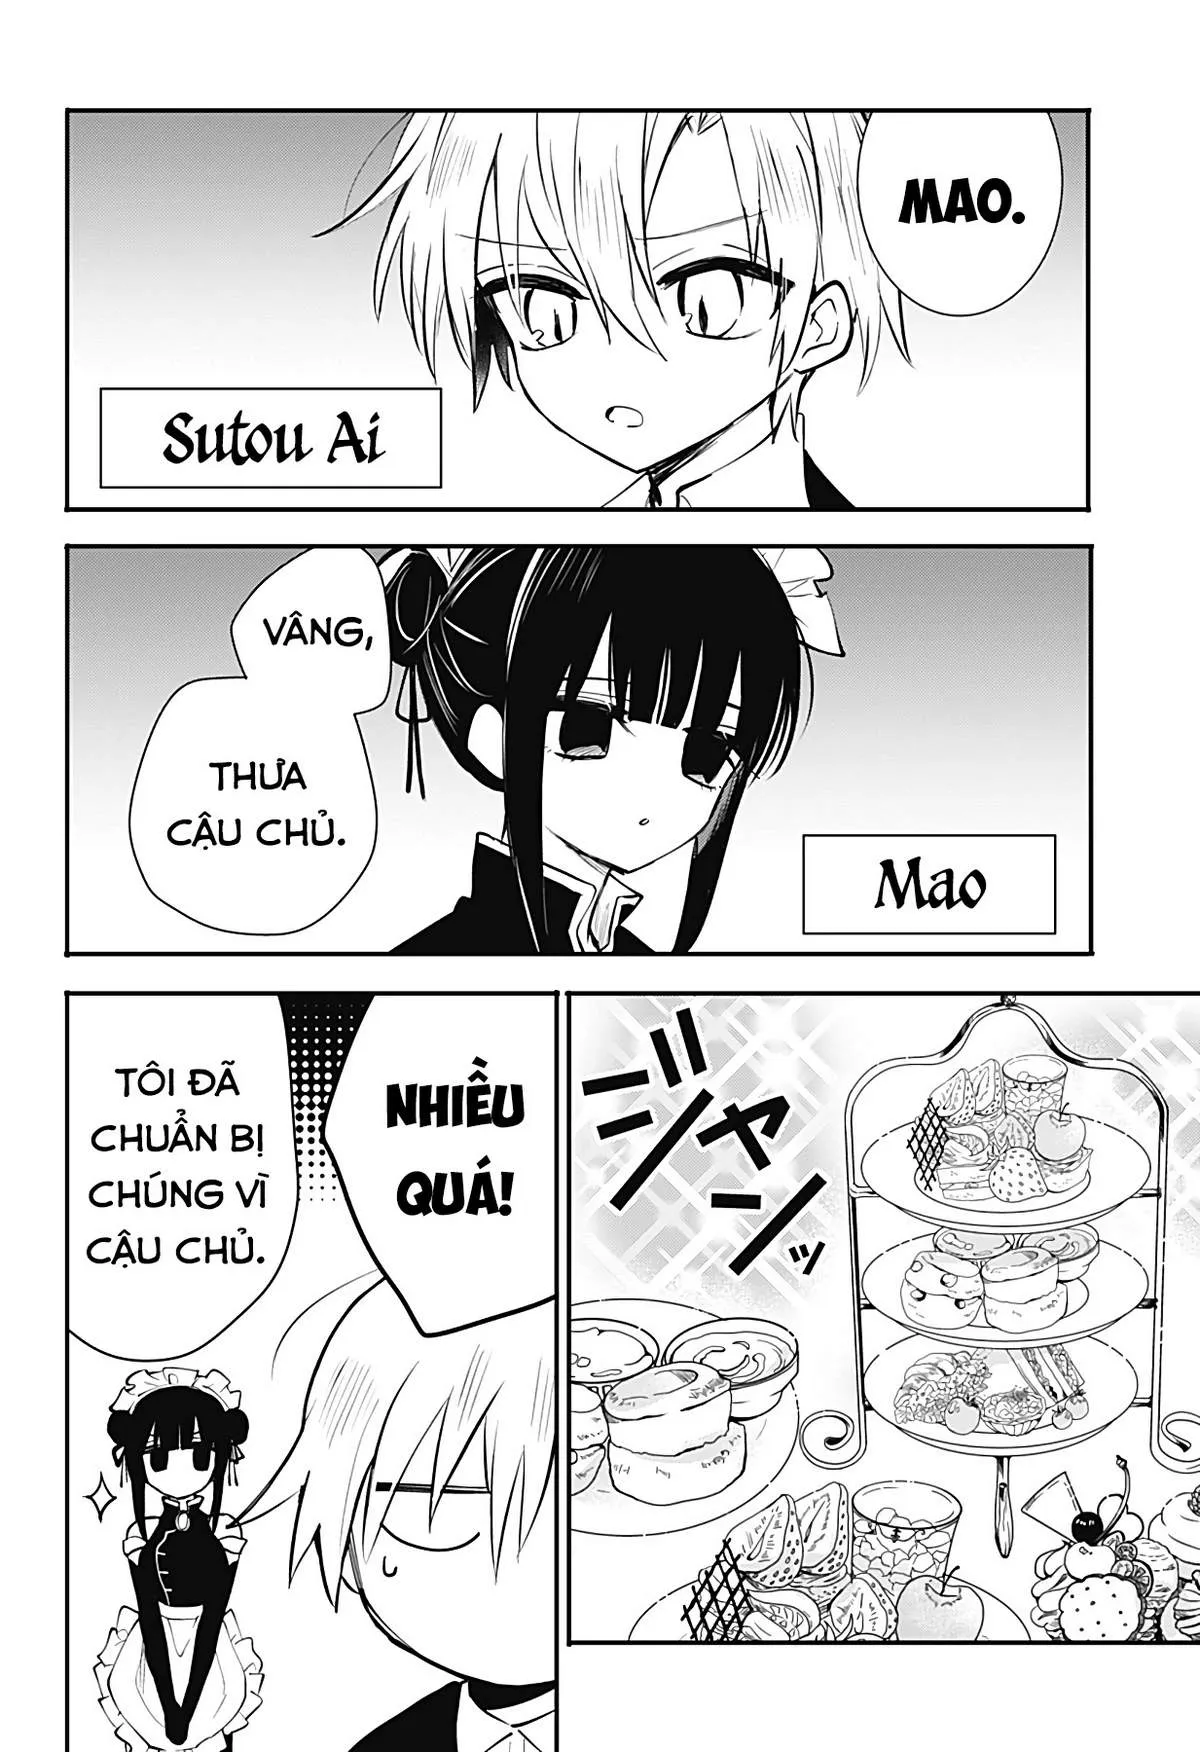 MAO.
Sutou Ai
VÂNG,
THƯA
CẬU CHỦ.
Mao
ジャンッ
NHIỀU
QUÁ!
TÔI ĐÃ
CHUẨN BỊ
CHÚNG VÌ
CẬU CHỦ.